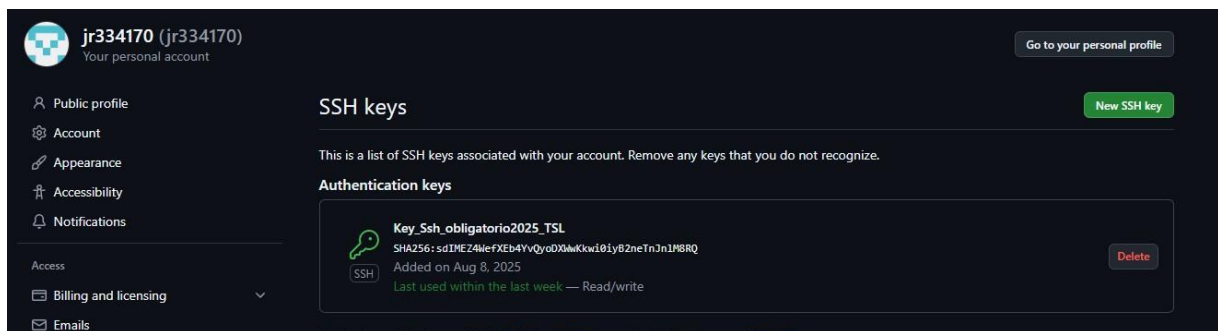 jr334170 (jr334170)
Your personal account
Go to your personal profile
Public profile
Account
Appearance
Accessibility
Notifications
Access
Billing and licensing
Emails
SSH keys
New SSH key
This is a list of SSH keys associated with your account. Remove any keys that you do not recognize.
Authentication keys
Key_Ssh_obligatorio2025_TSL
SHA256:sdIMEZ4WefXEb4YvQyoDXWwKkwi0iyB2neTnJnlM8RQ
SSH
Added on Aug 8, 2025
Last used within the last week — Read/write
Delete